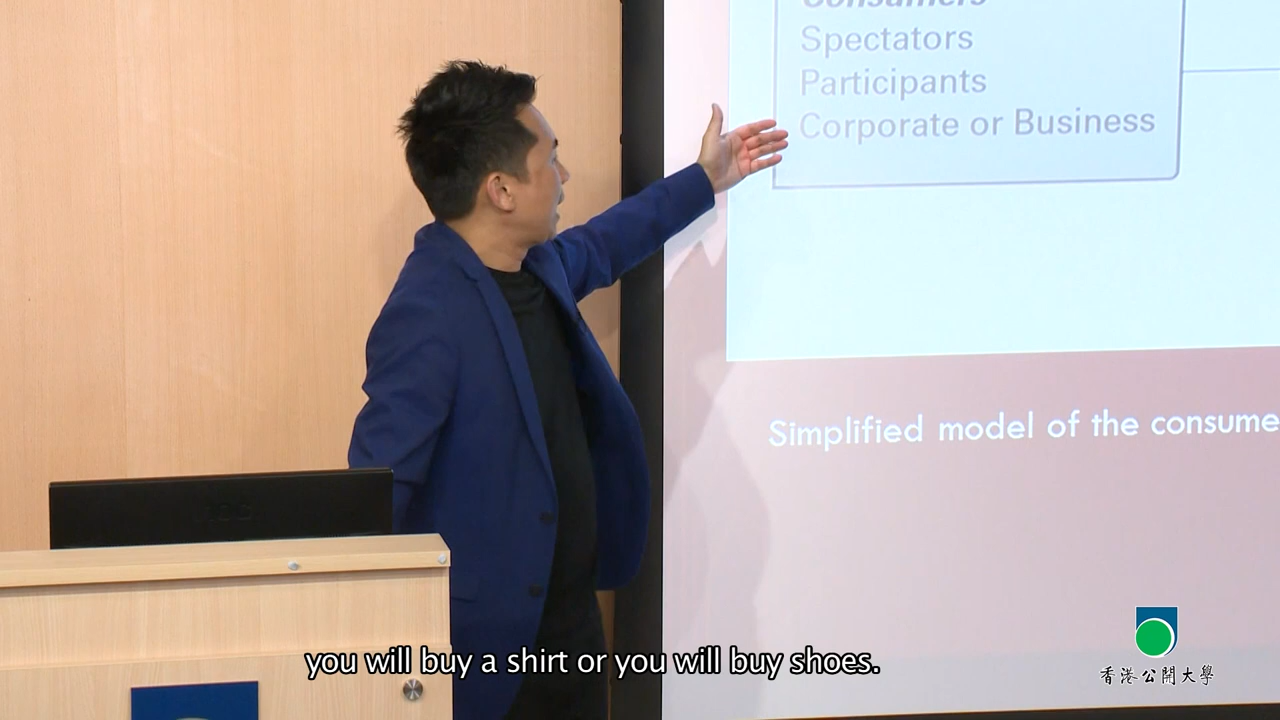 Consumers
Spectators
Participants
Corporate or Business
Simplified model of the consume
you will buy a shirt or you will buy shoes.
香港公開大學